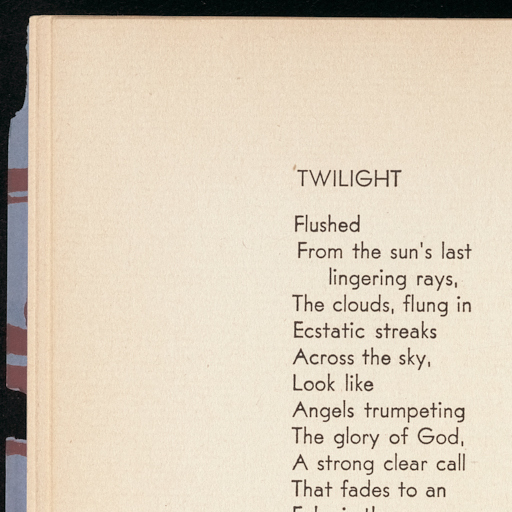 TWILIGHT
Flushed
From the sun's last
lingering rays,
The clouds, flung in
Ecstatic streaks
Across the sky,
Look like
Angels trumpeting
The glory of God,
A strong clear call
That fades to an